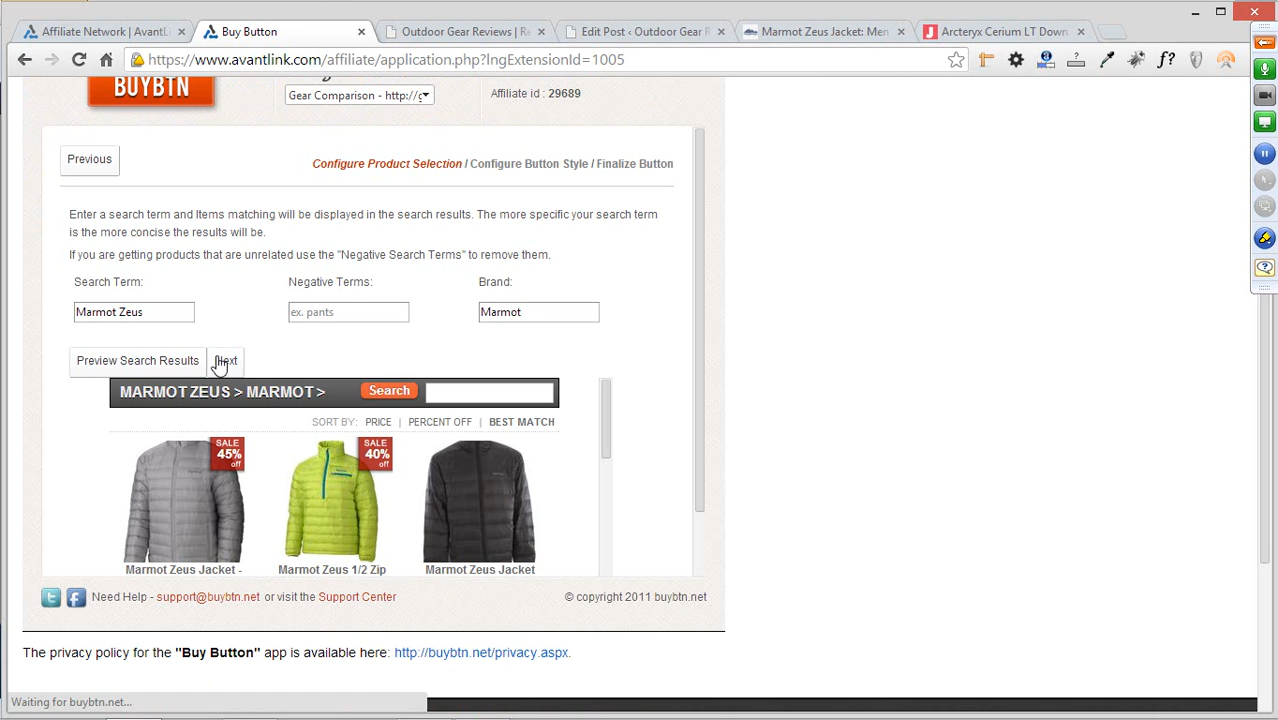 Affiliate Network | AvantL
Buy Button
Outdoor Gear Reviews | R
Edit Post ‹ Outdoor Gear R
Marmot Zeus Jacket: Men
Arcteryx Cerium LT Down
https://www.avantlink.com/affiliate/application.php?lngExtensionId=1005
BUYBTN
Gear Comparison - http://g
Affiliate id : 29689
Previous
Configure Product Selection / Configure Button Style / Finalize Button
Enter a search term and Items matching will be displayed in the search results. The more specific your search term
is the more concise the results will be.
If you are getting products that are unrelated use the "Negative Search Terms" to remove them.
Search Term:
Negative Terms:
Brand:
Marmot Zeus
ex. pants
Marmot
Preview Search Results
Next
MARMOT ZEUS > MARMOT >
Search
SORT BY: PRICE | PERCENT OFF | BEST MATCH
SALE
45%
off
SALE
40%
off
Marmot Zeus Jacket -
Marmot Zeus 1/2 Zip
Marmot Zeus Jacket
Need Help - support@buybtn.net or visit the Support Center
© copyright 2011 buybtn.net
The privacy policy for the "Buy Button" app is available here: http://buybtn.net/privacy.aspx.
Waiting for buybtn.net...